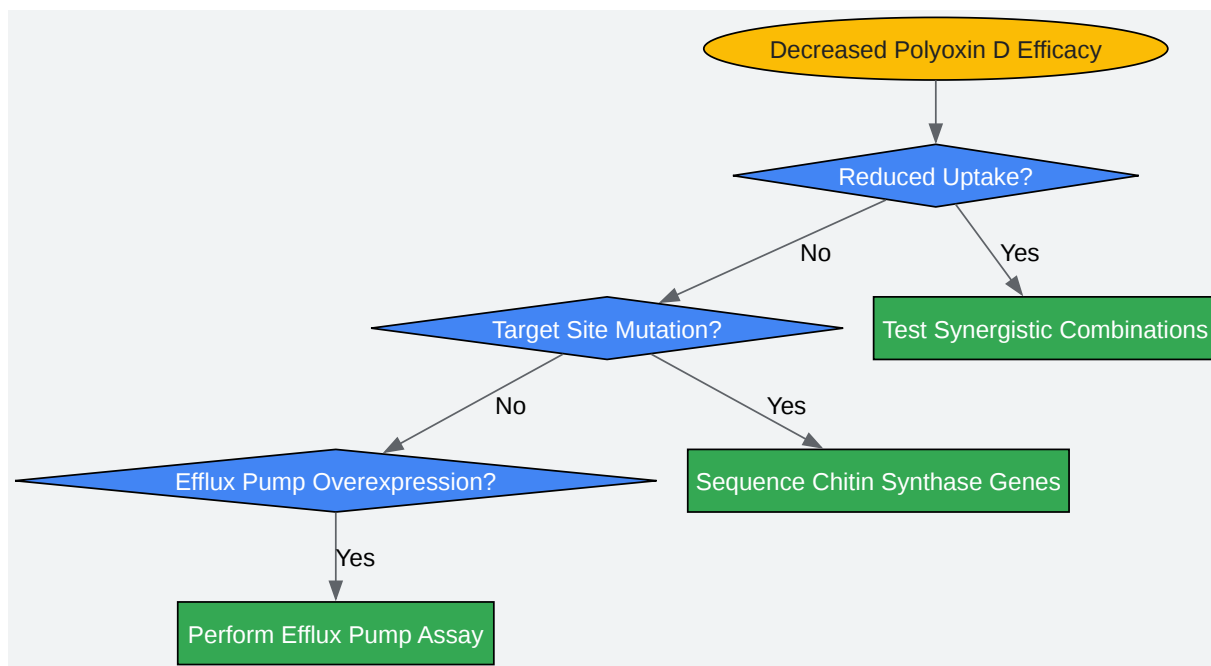 Decreased Polyoxin D Efficacy
Reduced Uptake?
No
Yes
Target Site Mutation?
Test Synergistic Combinations
No
Yes
Efflux Pump Overexpression?
Sequence Chitin Synthase Genes
Yes
Perform Efflux Pump Assay